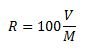 R = 100 V/M